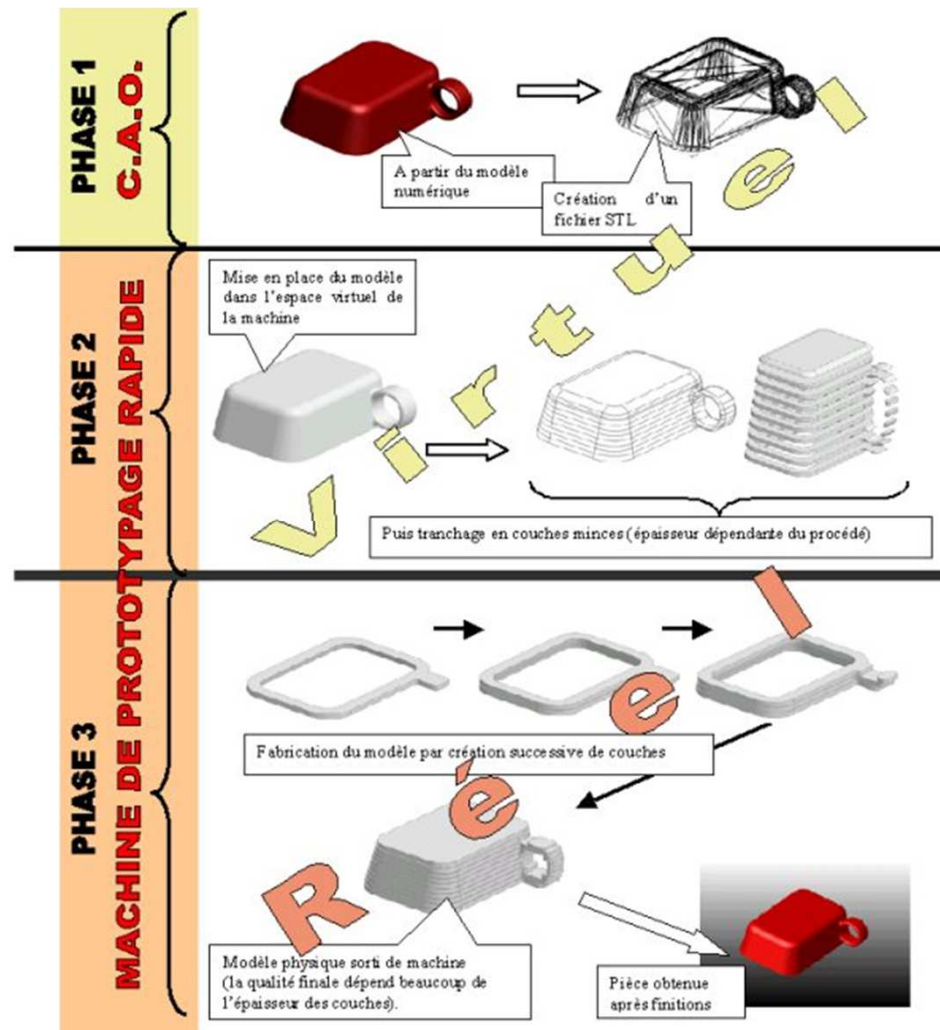 PHASE 1
C.A.O.
A partir du modèle
numérique
Création d'un
fichier STL
PHASE 2
MACHINE DE PROTOTYPAGE RAPIDE
Mise en place du modèle
dans l'espace virtuel de
la machine
Virtuel
Puis tranchage en couches minces (épaisseur dépendante du procédé)
PHASE 3
Fabrication du modèle par création successive de couches
Réel
Modèle physique sorti de machine
(la qualité finale dépend beaucoup de
l'épaisseur des couches).
Pièce obtenue
après finitions